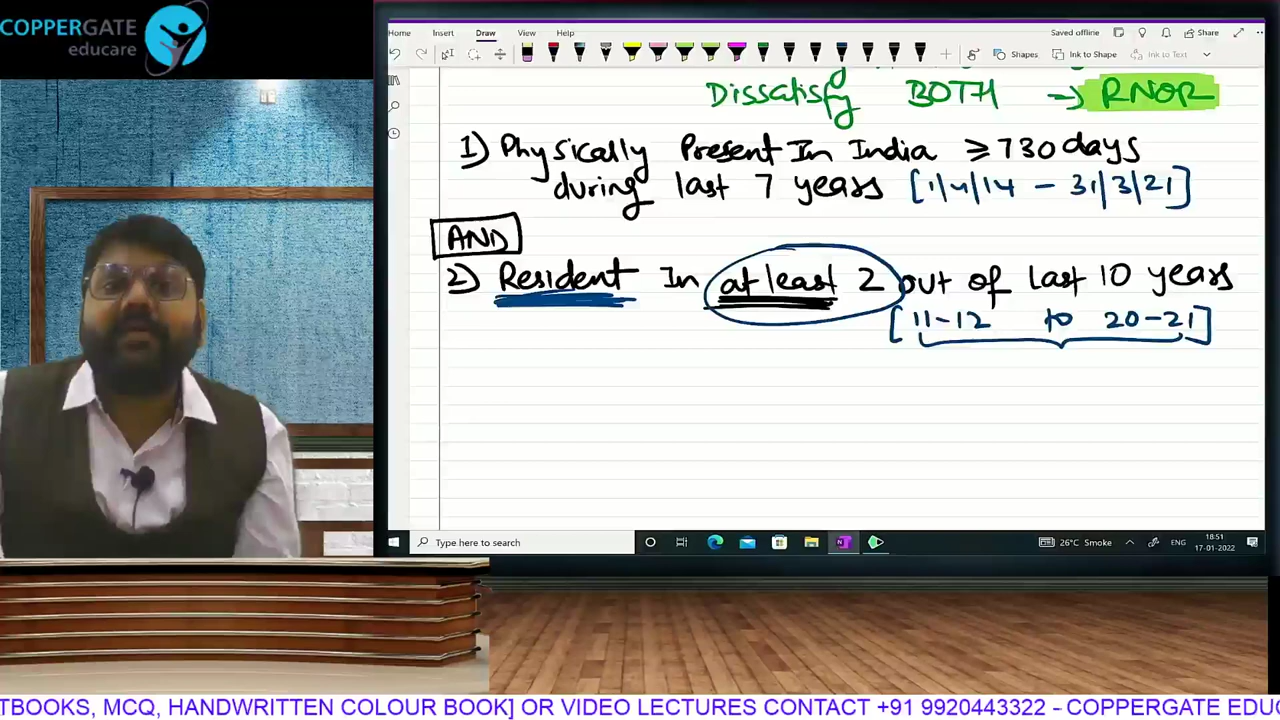 COPPERGATE
educare
Home Insert Draw View Help
Saved offline
Share
Shapes
Ink to Shape
Ink to Text
Dissatisfy BOTH → RNOR
1) Physically Present In India ≥ 730 days
during last 7 years [1/4/14 - 31/3/21]
AND
2) Resident In at least 2 out of last 10 years
[11-12 to 20-21]
Type here to search
26°C Smoke
18:51
17-01-2022
TBOOKS, MCQ, HANDWRITTEN COLOUR BOOK] OR VIDEO LECTURES CONTACT +91 9920443322 - COPPERGATE EDUC